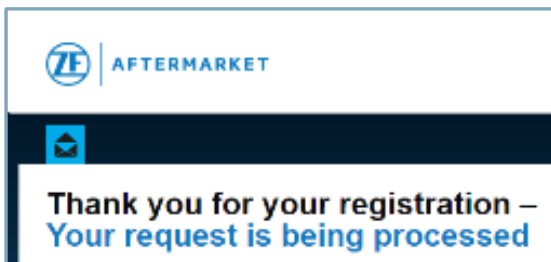 ZF AFTERMARKET
Thank you for your registration –
Your request is being processed